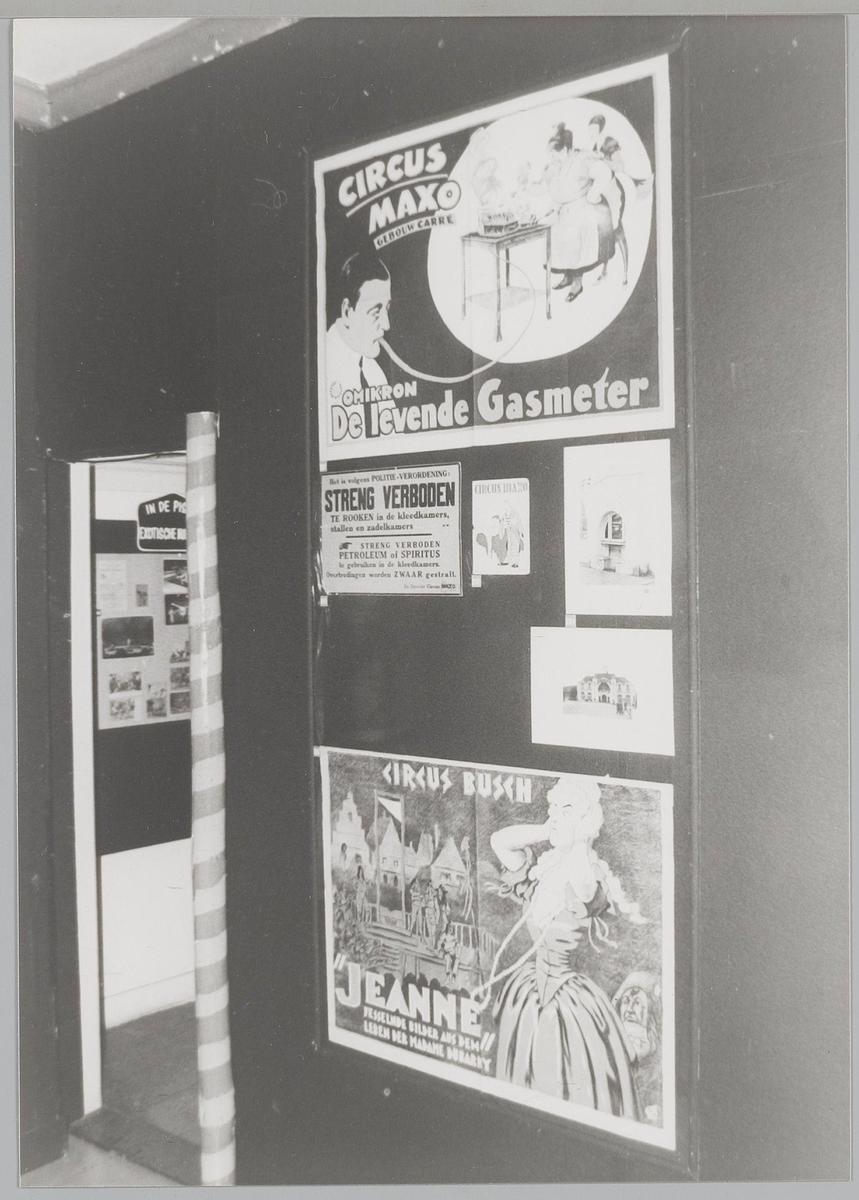 CIRCUS
MAXO
GEBOUW CARRÉ
OMIKRON
De levende Gasmeter
Het is volgens POLITIE-VERORDENING:
STRENG VERBODEN
TE ROOKEN in de kleedkamers,
stallen en zadelkamers
STRENG VERBODEN
PETROLEUM of SPIRITUS
te gebruiken in de kleedkamers.
Overtredingen worden ZWAAR gestraft.
CIRCUS MAXO
IN DE
EXOTISCHE
CIRCUS BUSCH
"JEANNE"
FESSELNDE BILDER AUS DEM
LEBEN DER MADAME DUBARRY